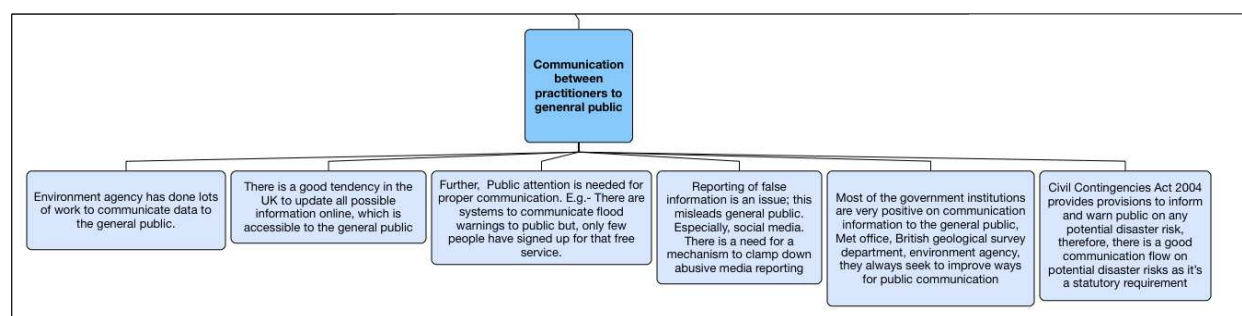 Communication
between
practitioners to
genenral public
Environment agency has done lots
of work to communicate data to
the general public.
There is a good tendency in the
UK to update all possible
information online, which is
accessible to the general public
Further,  Public attention is needed for
proper communication. E.g.- There are
systems to communicate flood
warnings to public but, only few
people have signed up for that free
service.
Reporting of false
information is an issue; this
misleads general public.
Especially, social media.
There is a need for a
mechanism to clamp down
abusive media reporting
Most of the government institutions
are very positive on communication
information to the general public,
Met office, British geological survey
department, environment agency,
they always seek to improve ways
for public communication
Civil Contingencies Act 2004
provides provisions to inform
and warn public on any
potential disaster risk,
therefore, there is a good
communication flow on
potential disaster risks as it's
a statutory requirement